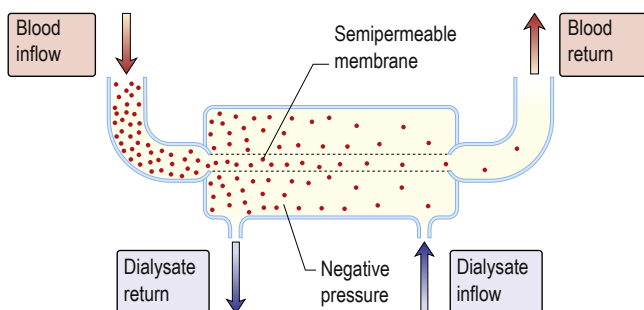 Blood
inflow
Semipermeable
membrane
Blood
return
Dialysate
return
Negative
pressure
Dialysate
inflow